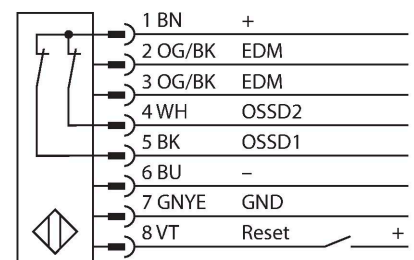 1 BN +
2 OG/BK EDM
3 OG/BK EDM
4 WH OSSD2
5 BK OSSD1
6 BU –
7 GNYE GND
8 VT Reset +